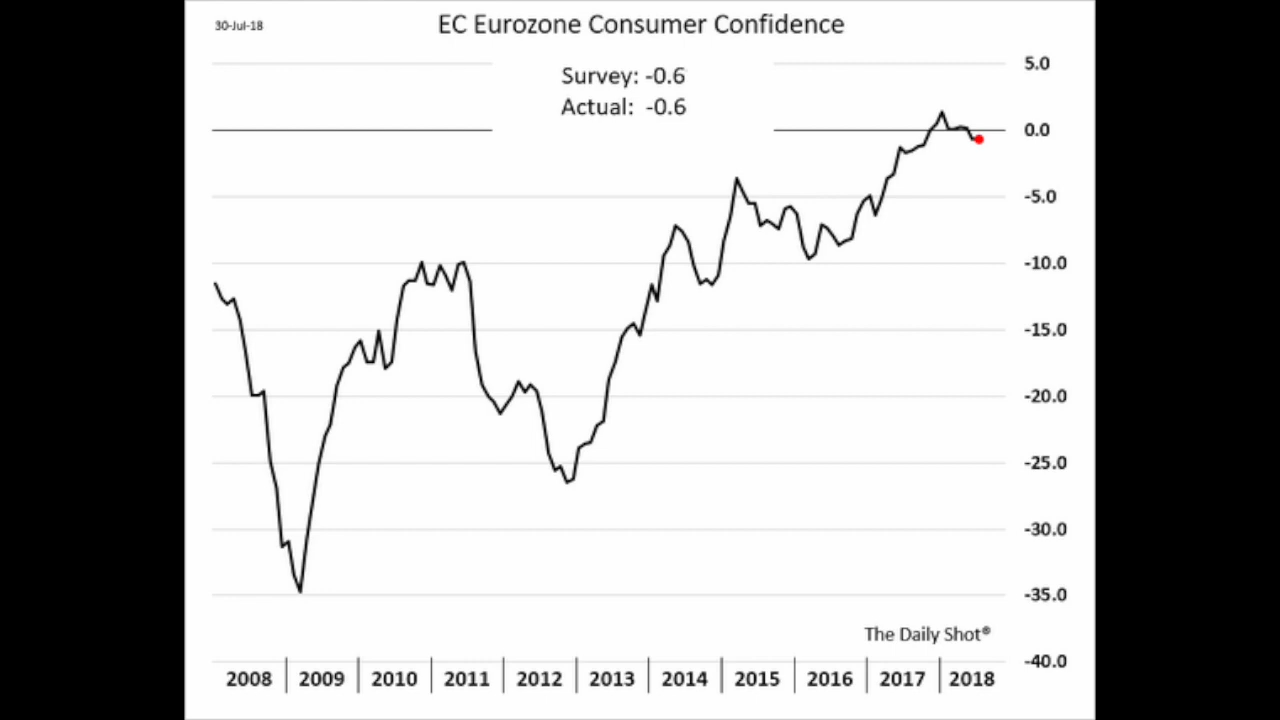 30-Jul-18
EC Eurozone Consumer Confidence
Survey: -0.6
Actual: -0.6
5.0
0.0
-5.0
-10.0
-15.0
-20.0
-25.0
-30.0
-35.0
-40.0
The Daily Shot®
2008 2009 2010 2011 2012 2013 2014 2015 2016 2017 2018